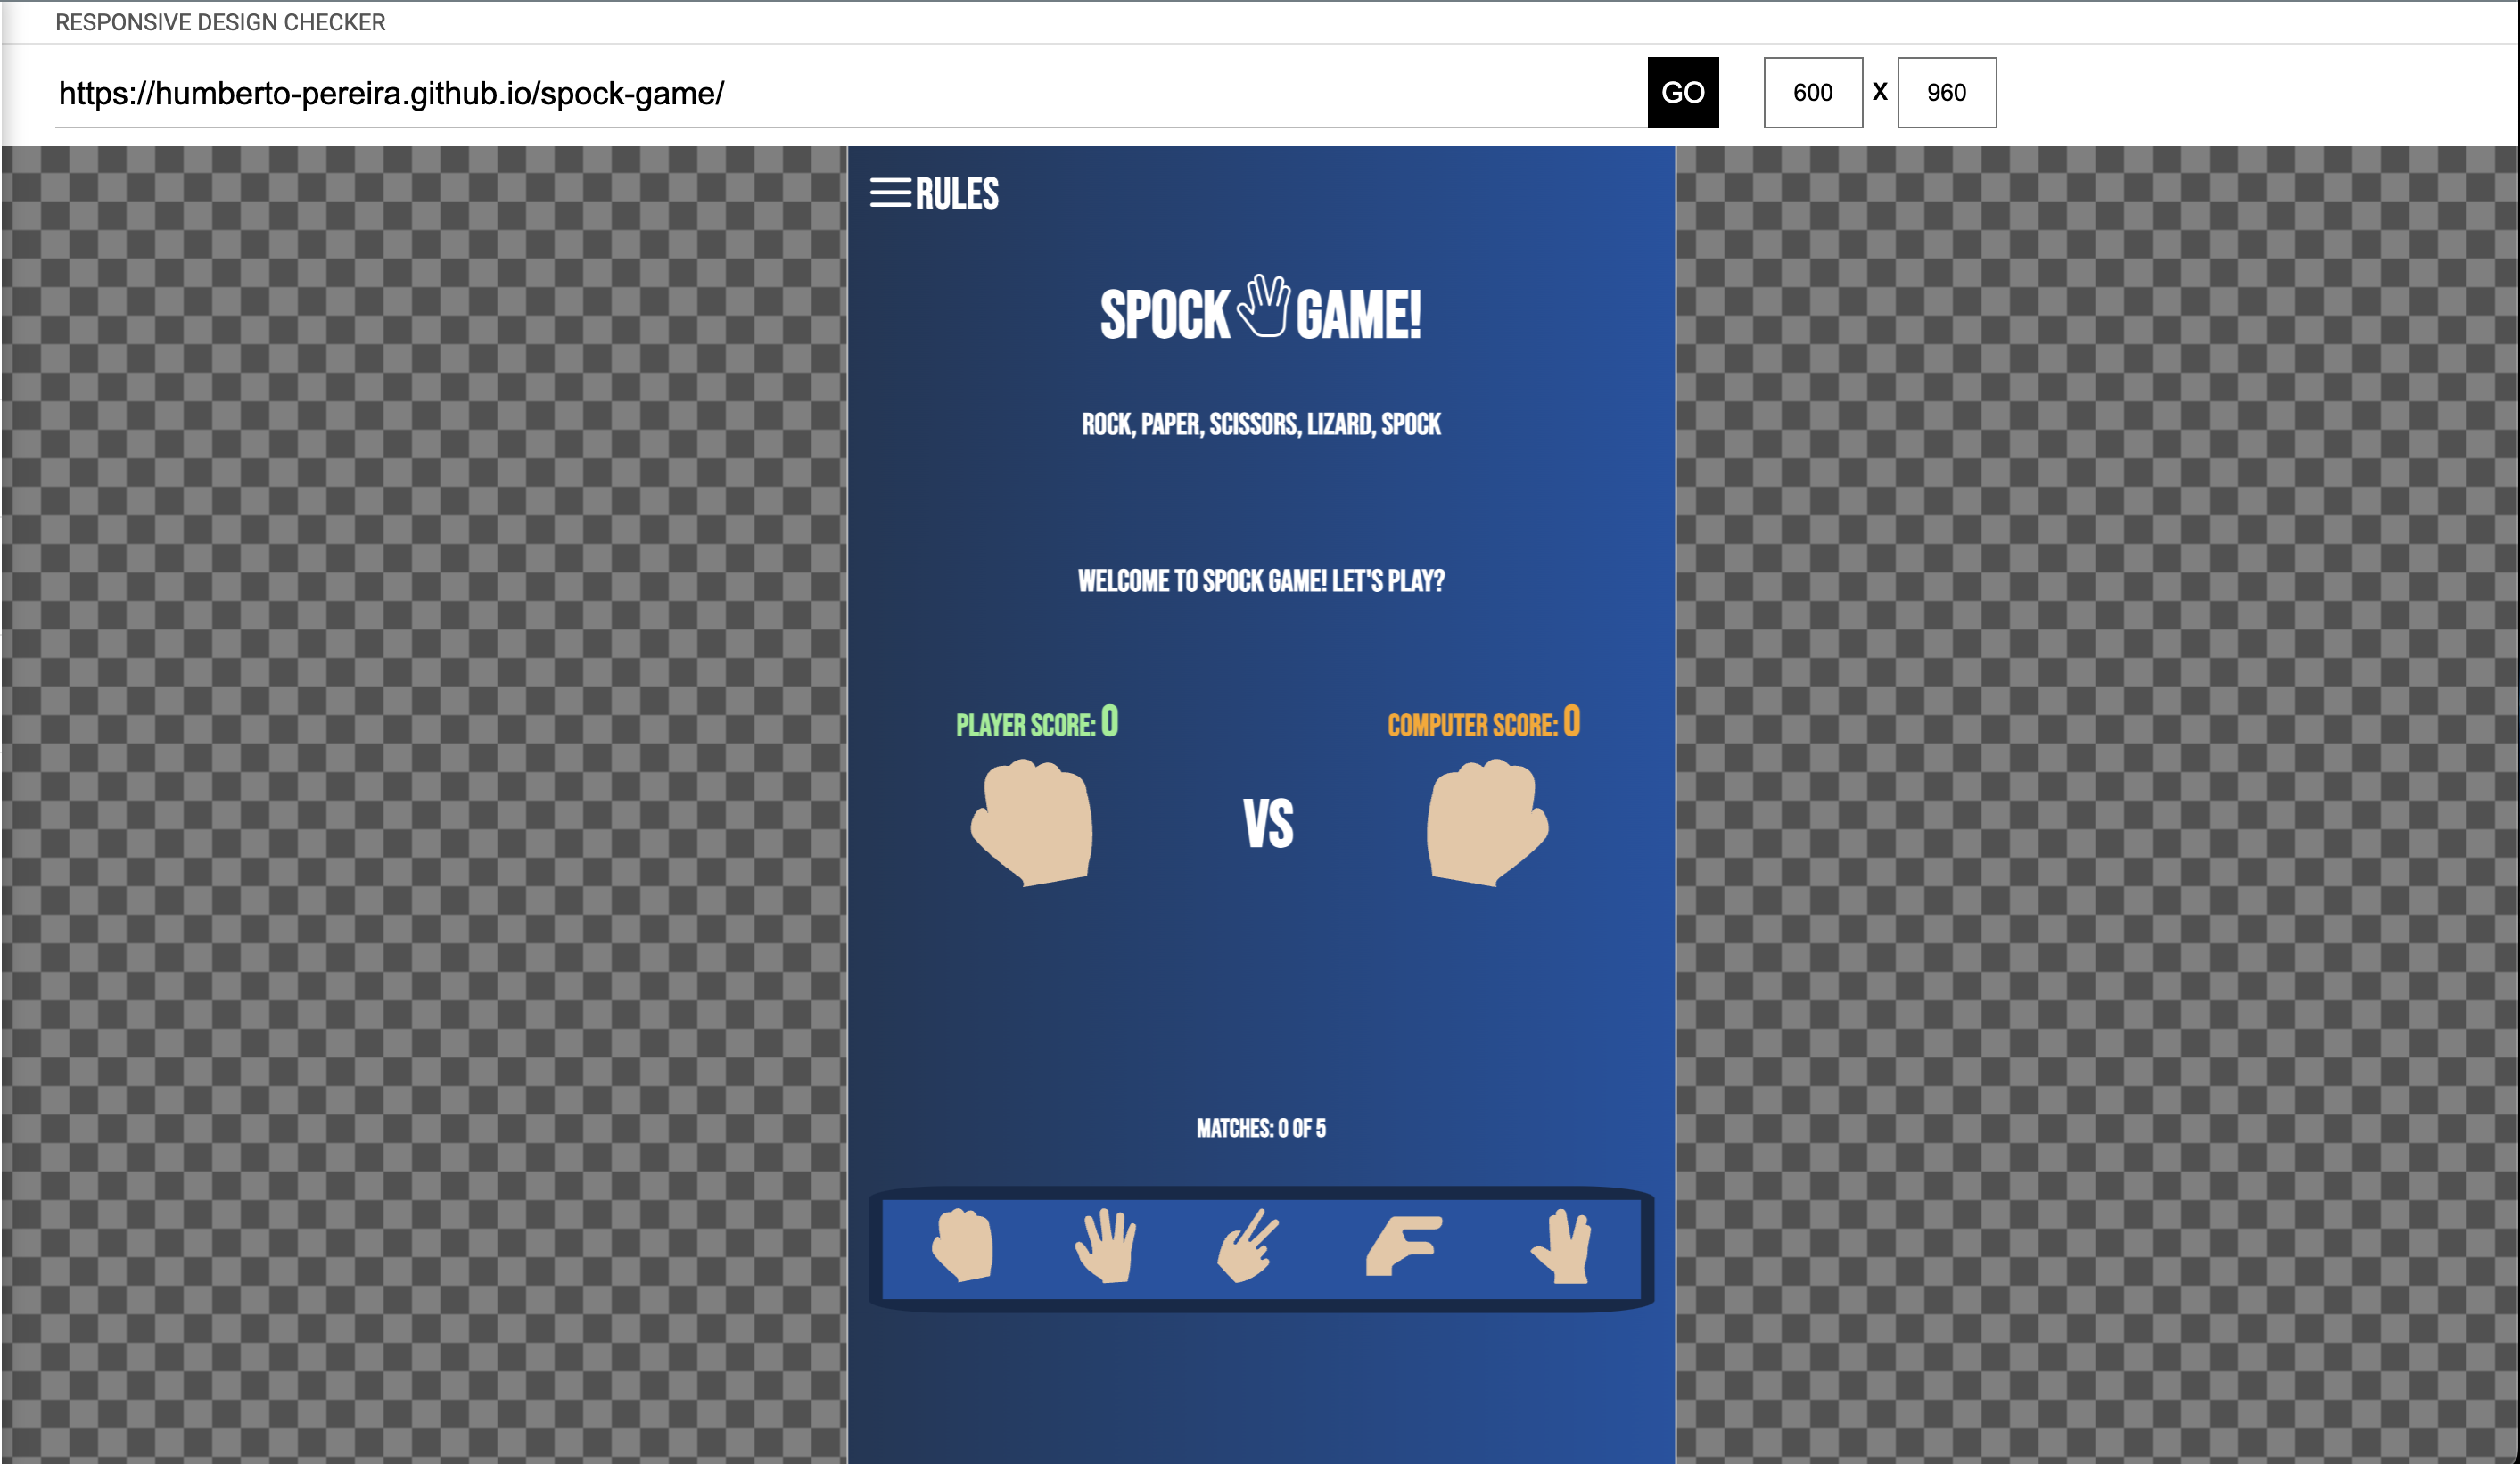 RESPONSIVE DESIGN CHECKER
https://humberto-pereira.github.io/spock-game/ GO 600 X 960
RULES
SPOCK GAME!
ROCK, PAPER, SCISSORS, LIZARD, SPOCK
WELCOME TO SPOCK GAME! LET'S PLAY?
PLAYER SCORE: 0 COMPUTER SCORE: 0
VS
MATCHES: 0 OF 5